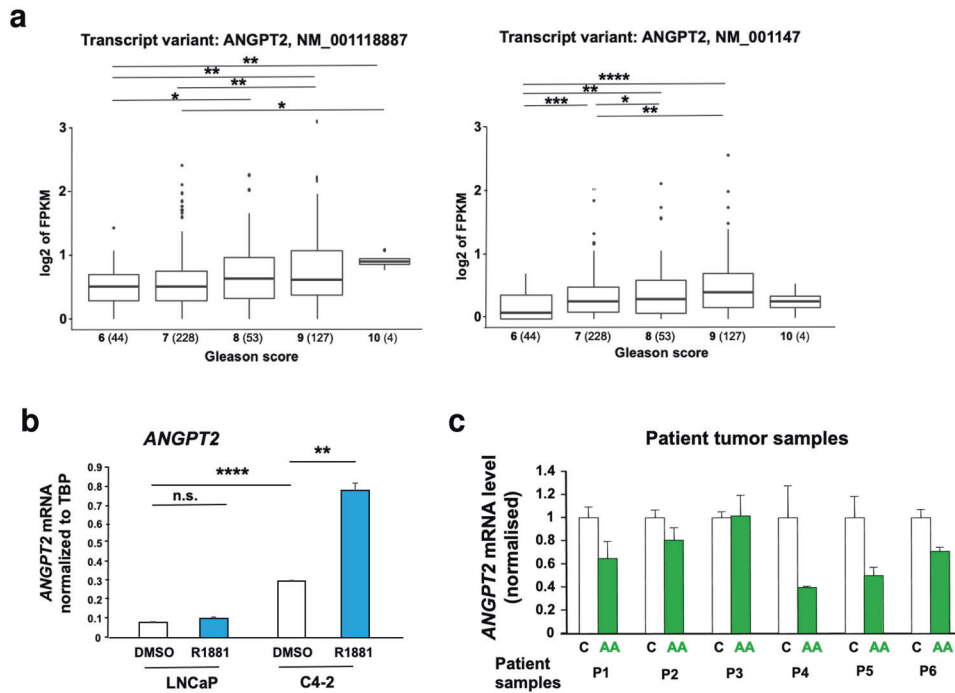 a
Transcript variant: ANGPT2, NM_001118887
**
**
**
*
*
log2 of FPKM
3
2
1
0
6 (44) 7 (228) 8 (53) 9 (127) 10 (4)
Gleason score
Transcript variant: ANGPT2, NM_001147
****
**
*** *
**
log2 of FPKM
3
2
1
0
6 (44) 7 (228) 8 (53) 9 (127) 10 (4)
Gleason score
b
ANGPT2
**
****
n.s.
ANGPT2 mRNA
normalized to TBP
0.9
0.8
0.7
0.6
0.5
0.4
0.3
0.2
0.1
0
DMSO R1881 DMSO R1881
LNCaP C4-2
c
Patient tumor samples
ANGPT2 mRNA level
(normalised)
1.4
1.2
1
0.8
0.6
0.4
0.2
0
C AA C AA C AA C AA C AA C AA
Patient
samples
P1 P2 P3 P4 P5 P6